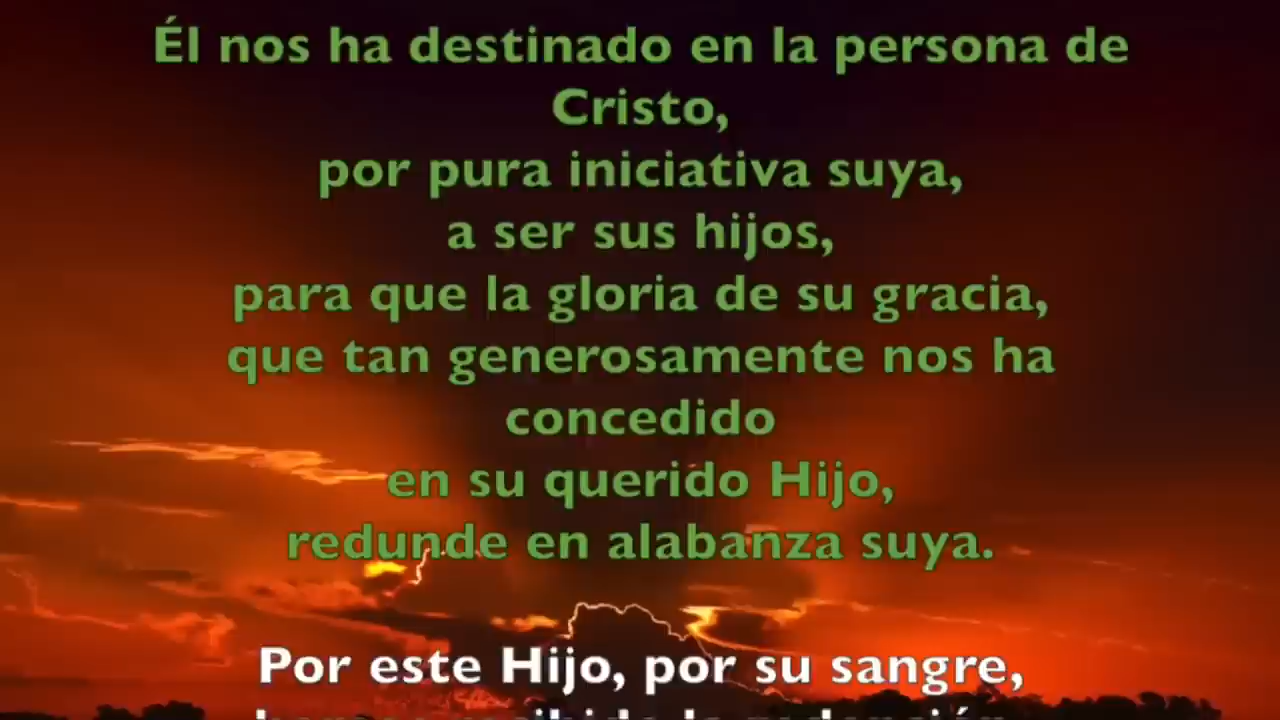 Él nos ha destinado en la persona de
Cristo,
por pura iniciativa suya,
a ser sus hijos,
para que la gloria de su gracia,
que tan generosamente nos ha
concedido
en su querido Hijo,
redunde en alabanza suya.
Por este Hijo, por su sangre,